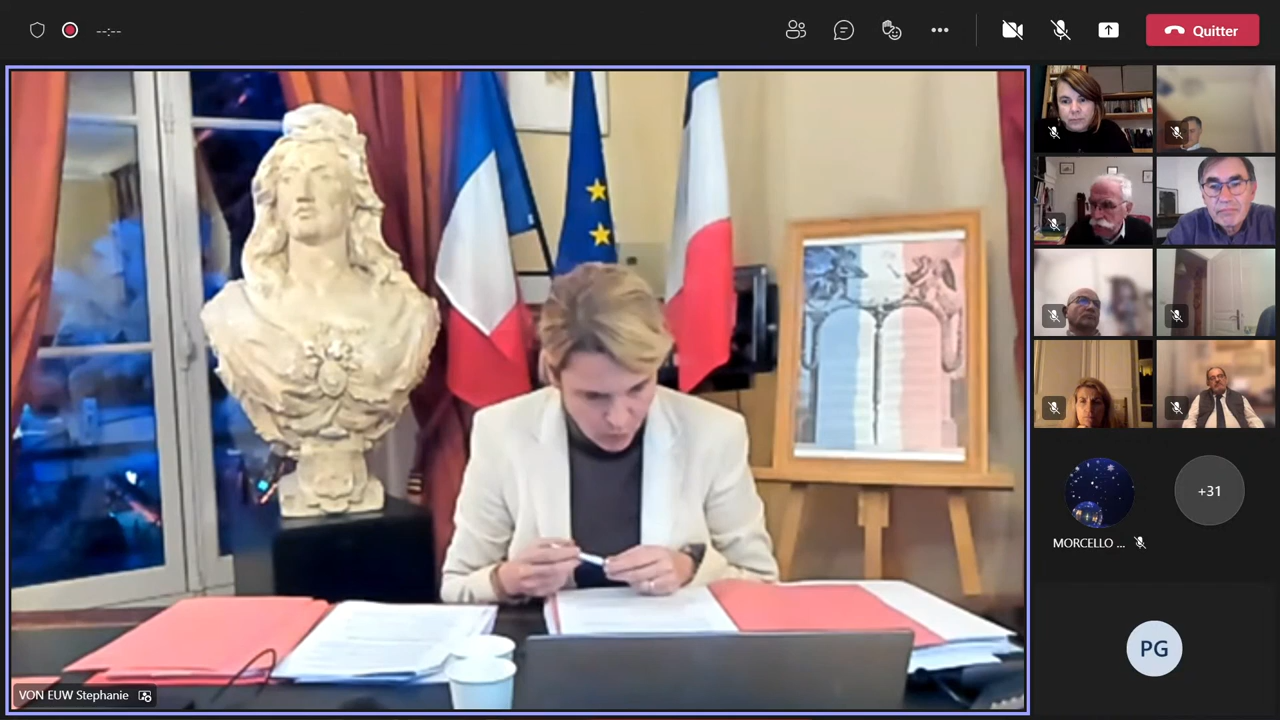 --:--
Quitter
+31
MORCELLO ...
PG
VON EUW Stephanie